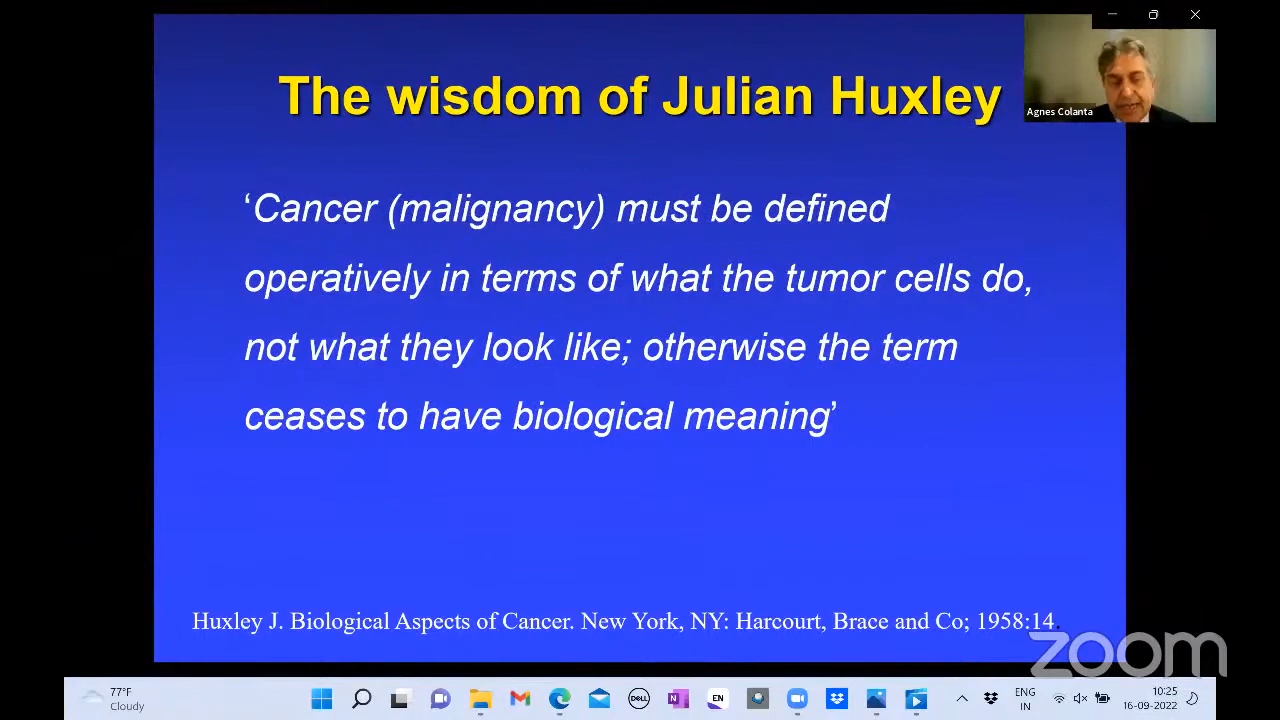 The wisdom of Julian Huxley
Agnes Colanta
‘Cancer (malignancy) must be defined
operatively in terms of what the tumor cells do,
not what they look like; otherwise the term
ceases to have biological meaning’
Huxley J. Biological Aspects of Cancer. New York, NY: Harcourt, Brace and Co; 1958:14.
zoom
77°F
Cloudy
DELL
N
EN
ENG
IN
10:25
16-09-2022